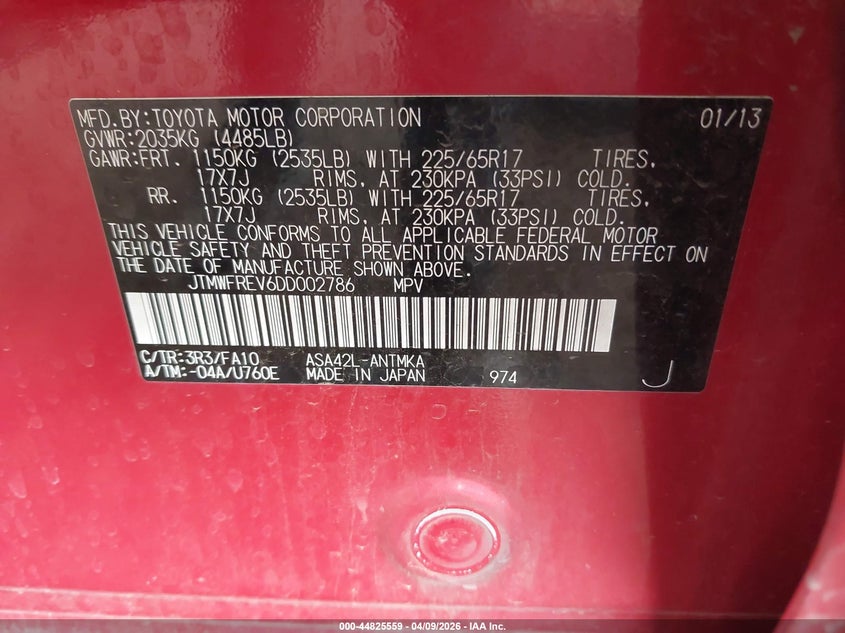 MFD.BY:TOYOTA MOTOR CORPORATION 01/13
GVWR:2035KG (4485LB)
GAWR:FRT. 1150KG (2535LB) WITH 225/65R17 TIRES,
17X7J RIMS, AT 230KPA (33PSI) COLD.
RR. 1150KG (2535LB) WITH 225/65R17 TIRES,
17X7J RIMS, AT 230KPA (33PSI) COLD.
THIS VEHICLE CONFORMS TO ALL APPLICABLE FEDERAL MOTOR
VEHICLE SAFETY AND THEFT PREVENTION STANDARDS IN EFFECT ON
THE DATE OF MANUFACTURE SHOWN ABOVE.
JTMWFREV6DD002786 MPV
C/TR:3R3/FA10 ASA42L-ANTMKA
A/TM:-04A/U760E MADE IN JAPAN 974 J
000-44825559 - 04/09/2026 - IAA Inc.